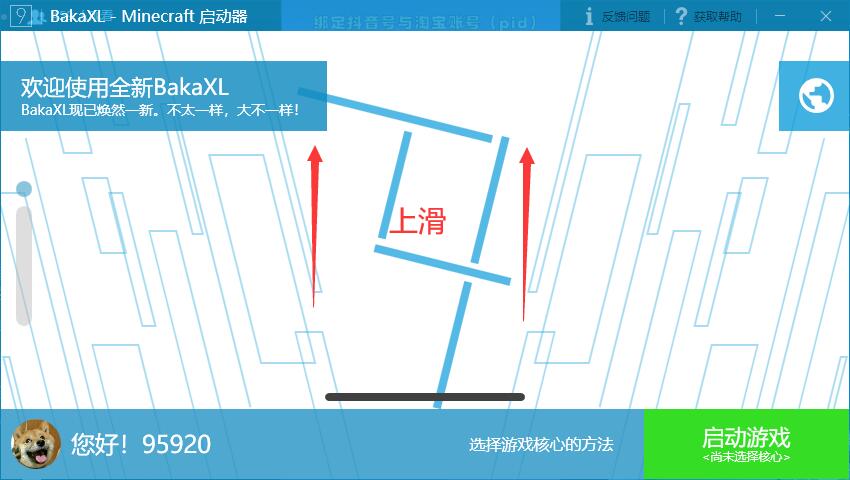 BakaXL - Minecraft 启动器
绑定抖音号与淘宝账号（pid）
反馈问题
获取帮助
欢迎使用全新BakaXL
BakaXL现已焕然一新。不太一样，大不一样！
上滑
您好！95920
选择游戏核心的方法
启动游戏
<尚未选择核心>